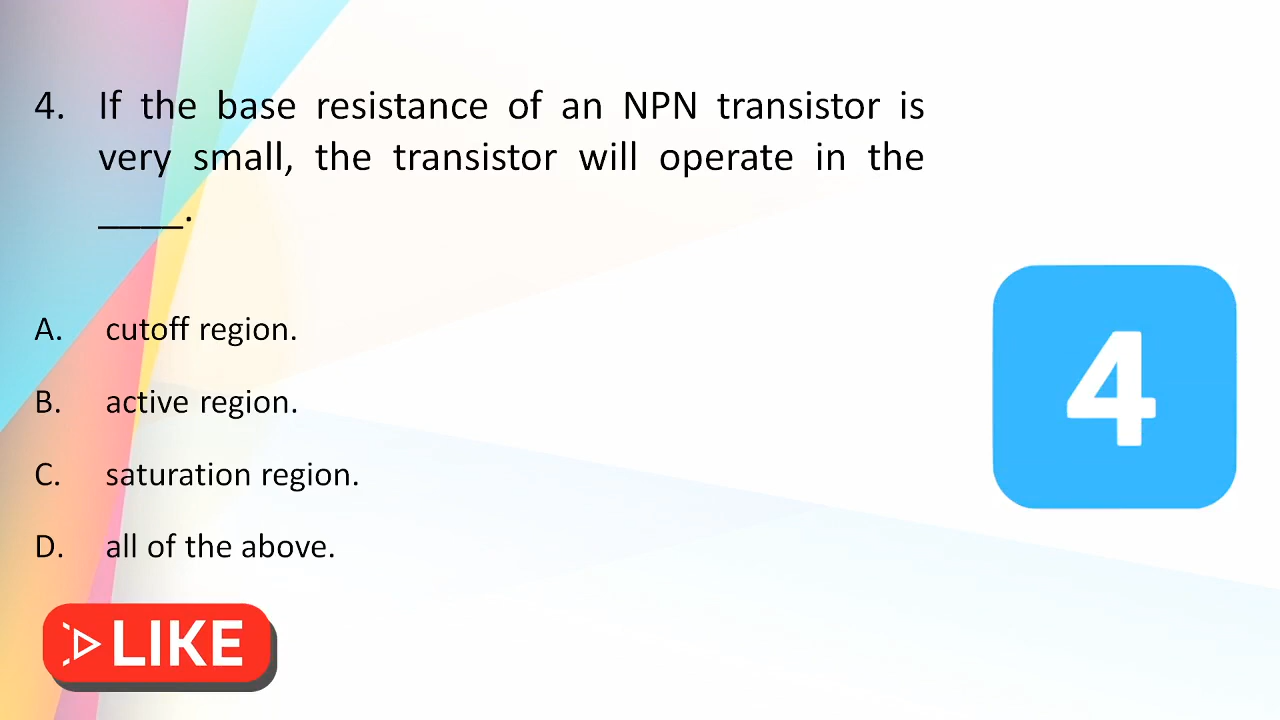 4. If the base resistance of an NPN transistor is
very small, the transistor will operate in the
____.
A. cutoff region.
B. active region.
C. saturation region.
D. all of the above.
4
LIKE